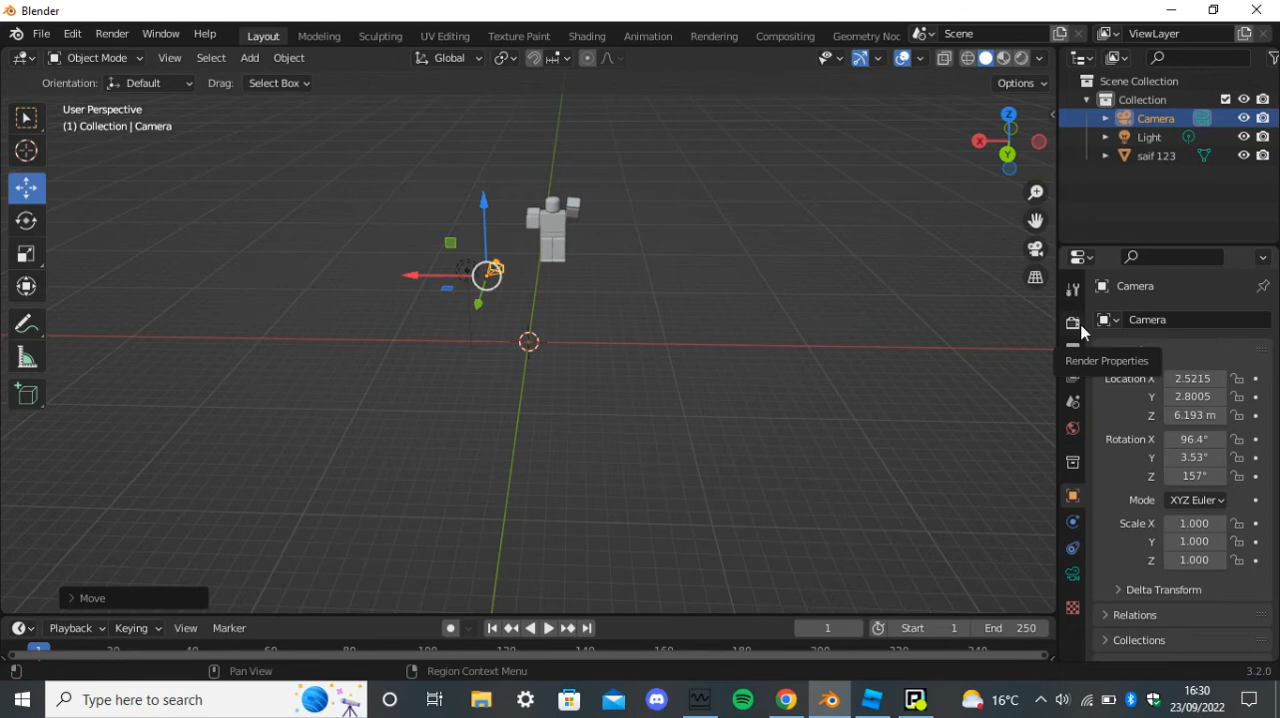 Blender
File Edit Render Window Help Layout Modeling Sculpting UV Editing Texture Paint Shading Animation Rendering Compositing Geometry Noc Scene ViewLayer
Object Mode View Select Add Object Global
Orientation: Default Drag: Select Box Options
User Perspective
(1) Collection | Camera
X
Y
Z
Scene Collection
Collection
Camera
Light
saif 123
Camera
Camera
Render Properties
Location X 2.5215
Y 2.8005
Z 6.193 m
Rotation X 96.4°
Y 3.53°
Z 157°
Mode XYZ Euler
Scale X 1.000
Y 1.000
Z 1.000
Delta Transform
Relations
Collections
Move
Playback Keying View Marker 1 Start 1 End 250
1
Pan View Region Context Menu 3.2.0
Type here to search 16°C 16:30
23/09/2022